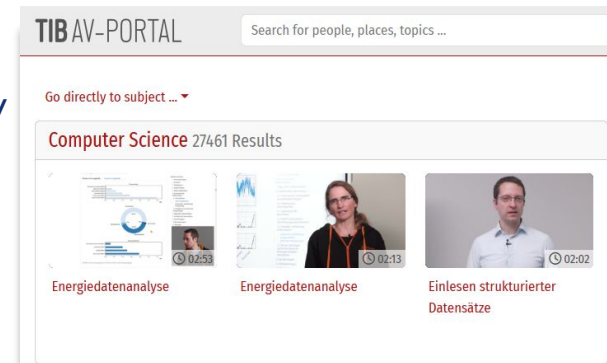 TIB AV-PORTAL
Search for people, places, topics ...
Go directly to subject ...
Computer Science 27461 Results
02:53
02:13
02:02
Energiedatenanalyse
Energiedatenanalyse
Einlesen strukturierter
Datensätze